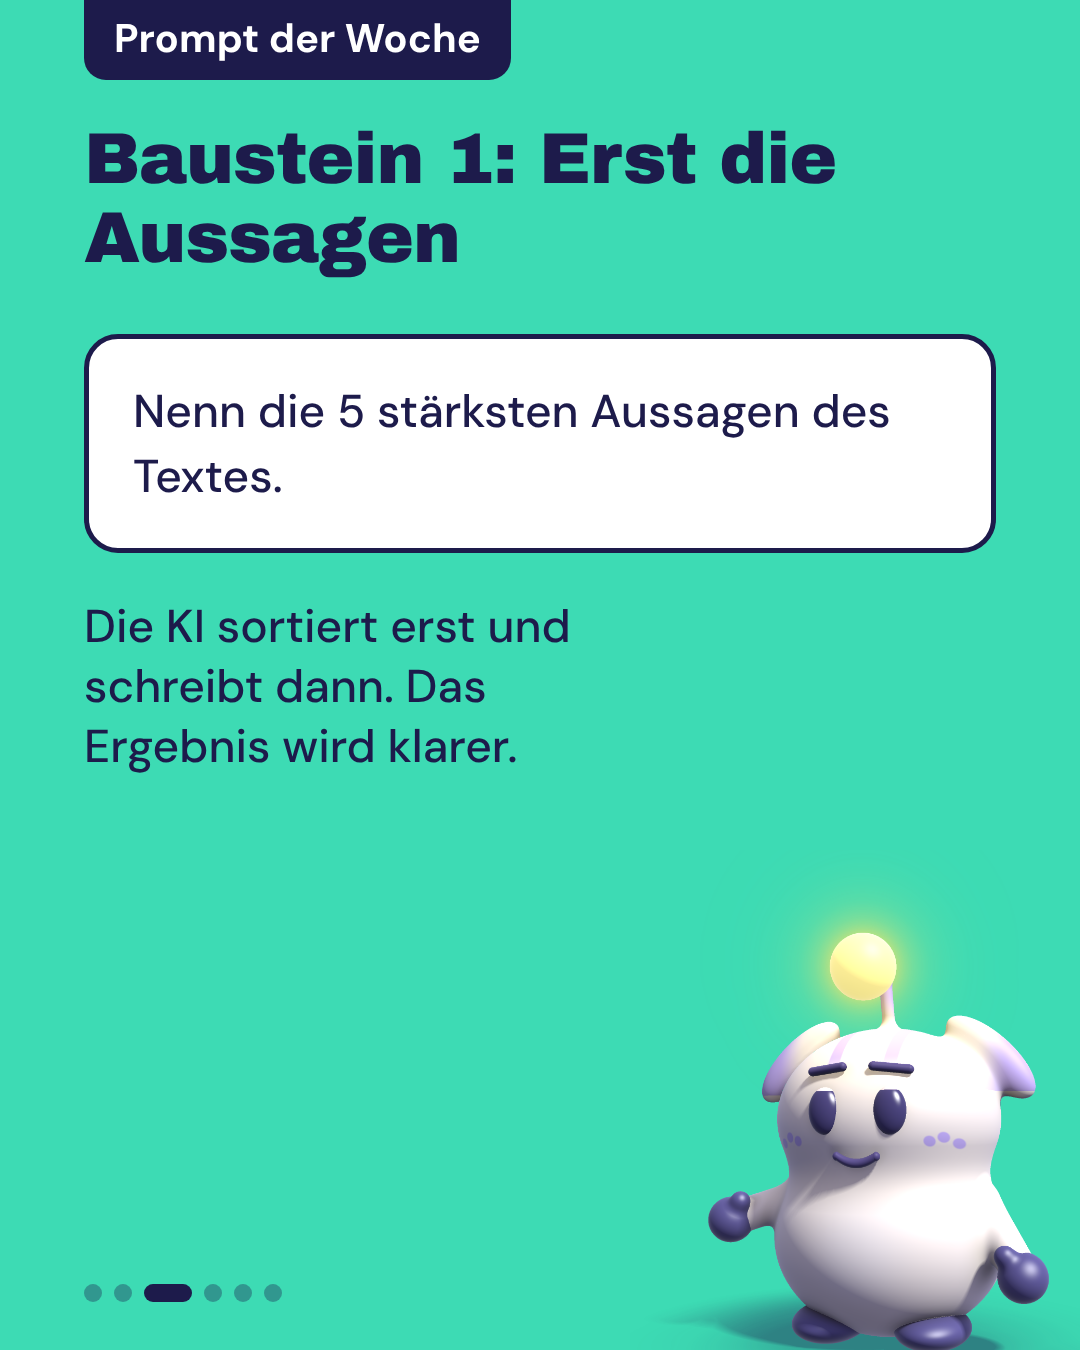 Prompt der Woche
Baustein 1: Erst die
Aussagen
Nenn die 5 stärksten Aussagen des
Textes.
Die KI sortiert erst und
schreibt dann. Das
Ergebnis wird klarer.